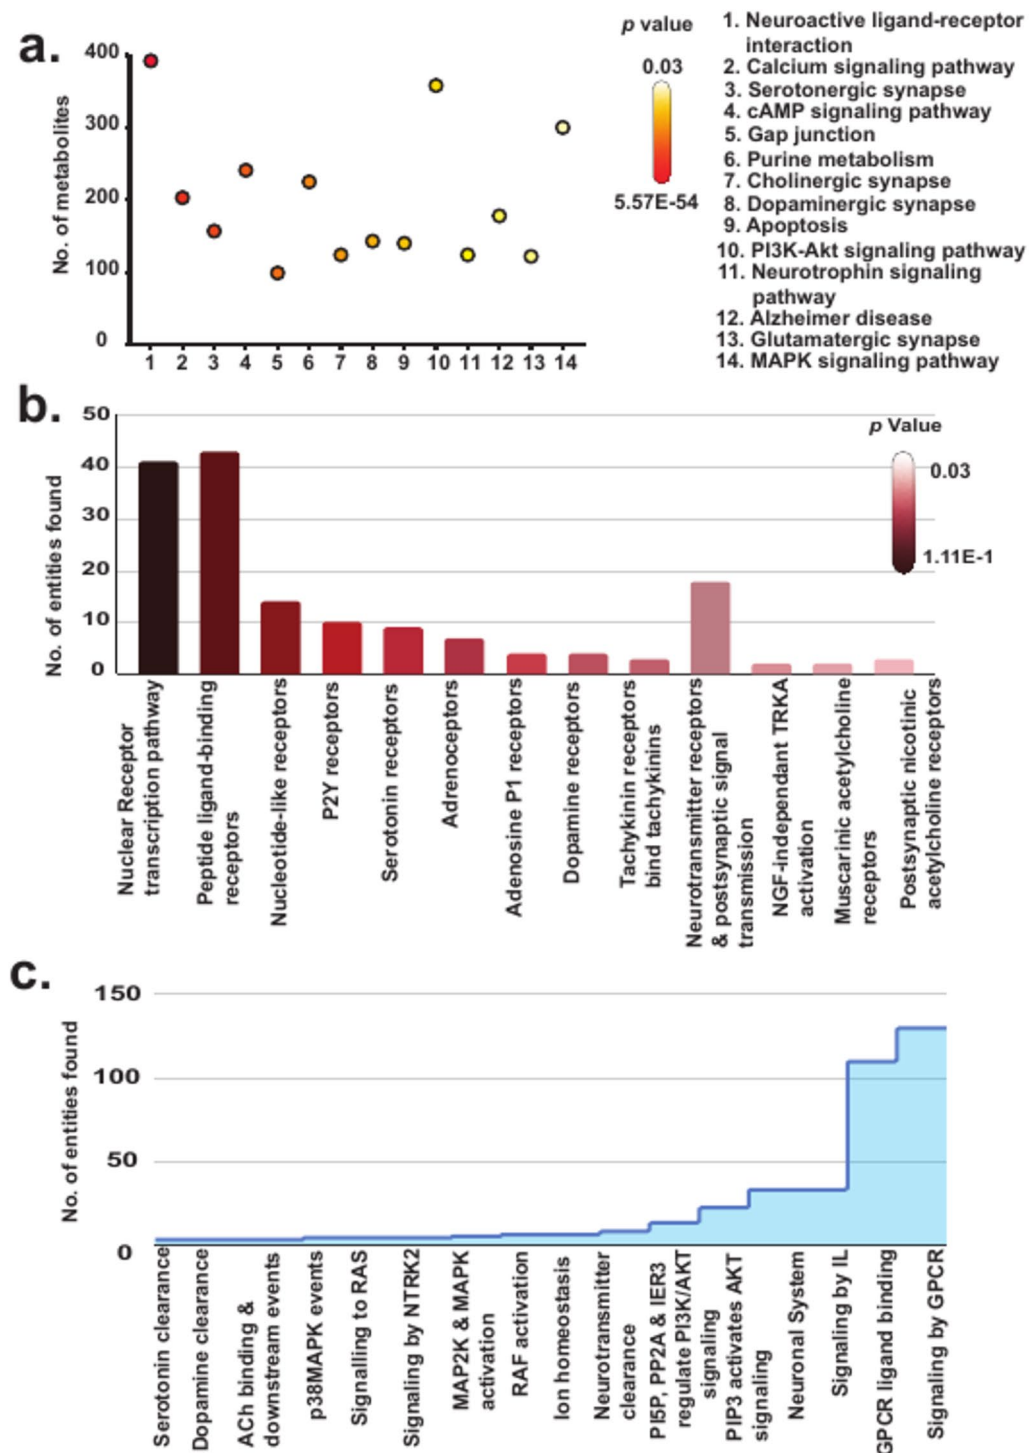 a.
No. of metabolites
400
300
200
100
0
1 2 3 4 5 6 7 8 9 10 11 12 13 14
p value
0.03
5.57E-54
1. Neuroactive ligand-receptor
interaction
2. Calcium signaling pathway
3. Serotonergic synapse
4. cAMP signaling pathway
5. Gap junction
6. Purine metabolism
7. Cholinergic synapse
8. Dopaminergic synapse
9. Apoptosis
10. PI3K-Akt signaling pathway
11. Neurotrophin signaling
pathway
12. Alzheimer disease
13. Glutamatergic synapse
14. MAPK signaling pathway
b.
No. of entities found
50
40
30
20
10
0
p Value
0.03
1.11E-1
Nuclear Receptor
transcription pathway
Peptide ligand-binding
receptors
Nucleotide-like receptors
P2Y receptors
Serotonin receptors
Adrenoceptors
Adenosine P1 receptors
Dopamine receptors
Tachykinin receptors
bind tachykinins
Neurotransmitter receptors
& postsynaptic signal
transmission
NGF-independant TRKA
activation
Muscarinic acetylcholine
receptors
Postsynaptic nicotinic
acetylcholine receptors
c.
No. of entities found
150
100
50
0
Serotonin clearance
Dopamine clearance
ACh binding &
downstream events
p38MAPK events
Signalling to RAS
Signaling by NTRK2
MAP2K & MAPK
activation
RAF activation
Ion homeostasis
Neurotransmitter
clearance
PI5P, PP2A & IER3
regulate PI3K/AKT
signaling
PIP3 activates AKT
signaling
Neuronal System
Signaling by IL
GPCR ligand binding
Signaling by GPCR